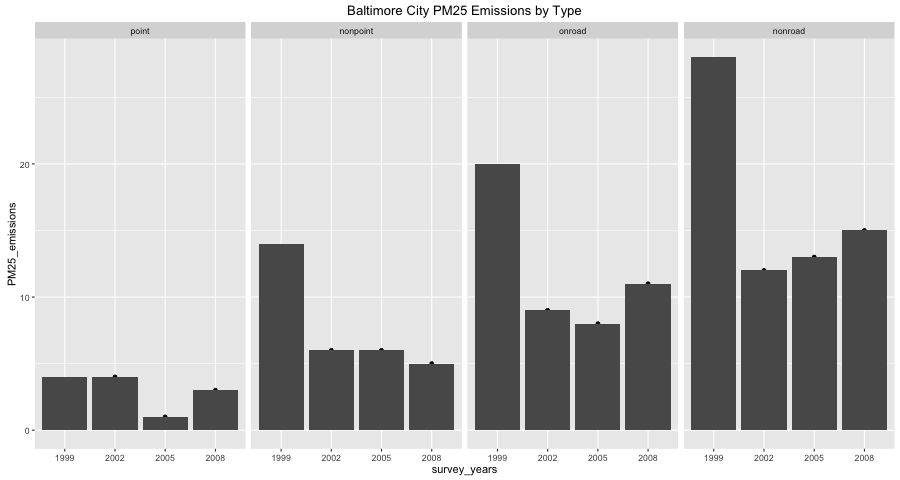 Baltimore City PM25 Emissions by Type
point nonpoint onroad nonroad
PM25_emissions
20
10
0
1999 2002 2005 2008 1999 2002 2005 2008 1999 2002 2005 2008 1999 2002 2005 2008
survey_years